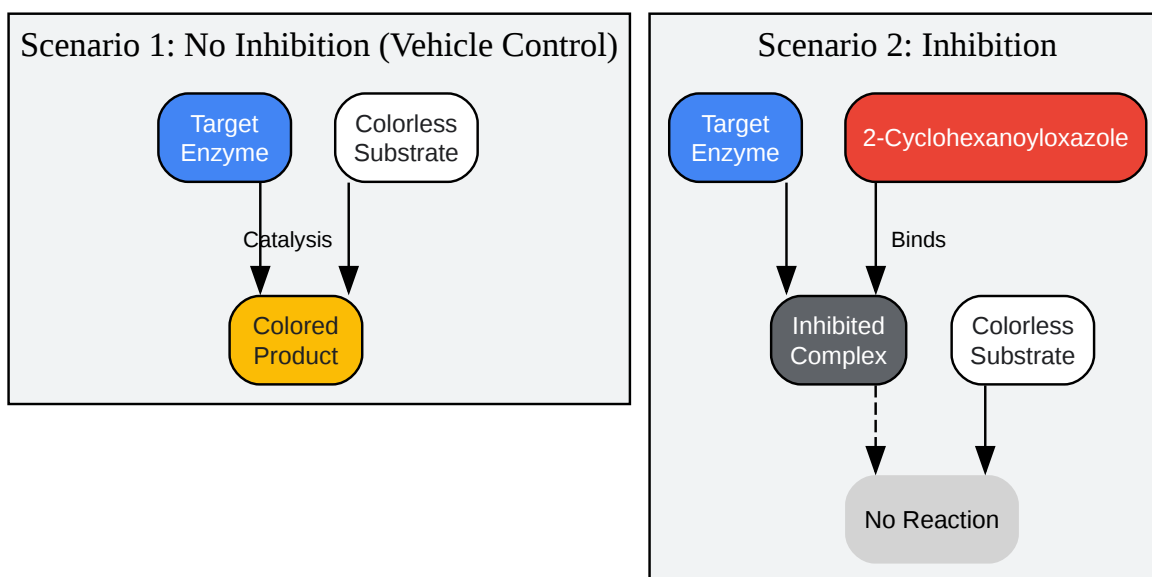 Scenario 1: No Inhibition (Vehicle Control)
Target
Enzyme
Colorless
Substrate
Catalysis
Colored
Product
Scenario 2: Inhibition
Target
Enzyme
2-Cyclohexanoyloxazole
Binds
Inhibited
Complex
Colorless
Substrate
No Reaction